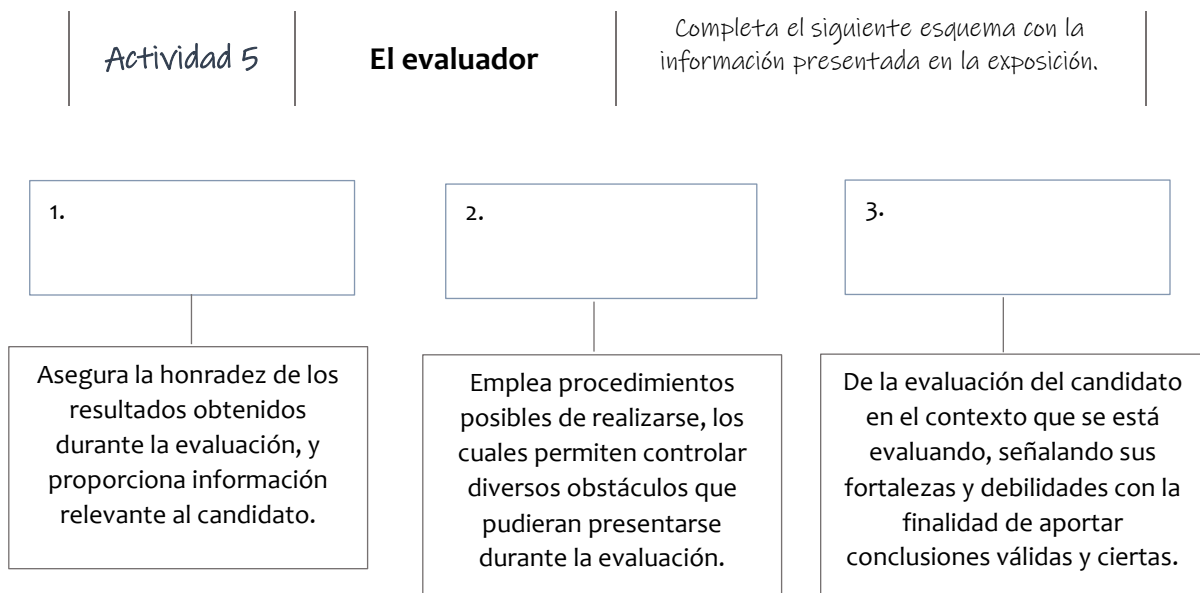 Actividad 5
El evaluador
Completa el siguiente esquema con la
información presentada en la exposición.
1.
2.
3.
Asegura la honradez de los
resultados obtenidos
durante la evaluación, y
proporciona información
relevante al candidato.
Emplea procedimientos
posibles de realizarse, los
cuales permiten controlar
diversos obstáculos que
pudieran presentarse
durante la evaluación.
De la evaluación del candidato
en el contexto que se está
evaluando, señalando sus
fortalezas y debilidades con la
finalidad de aportar
conclusiones válidas y ciertas.